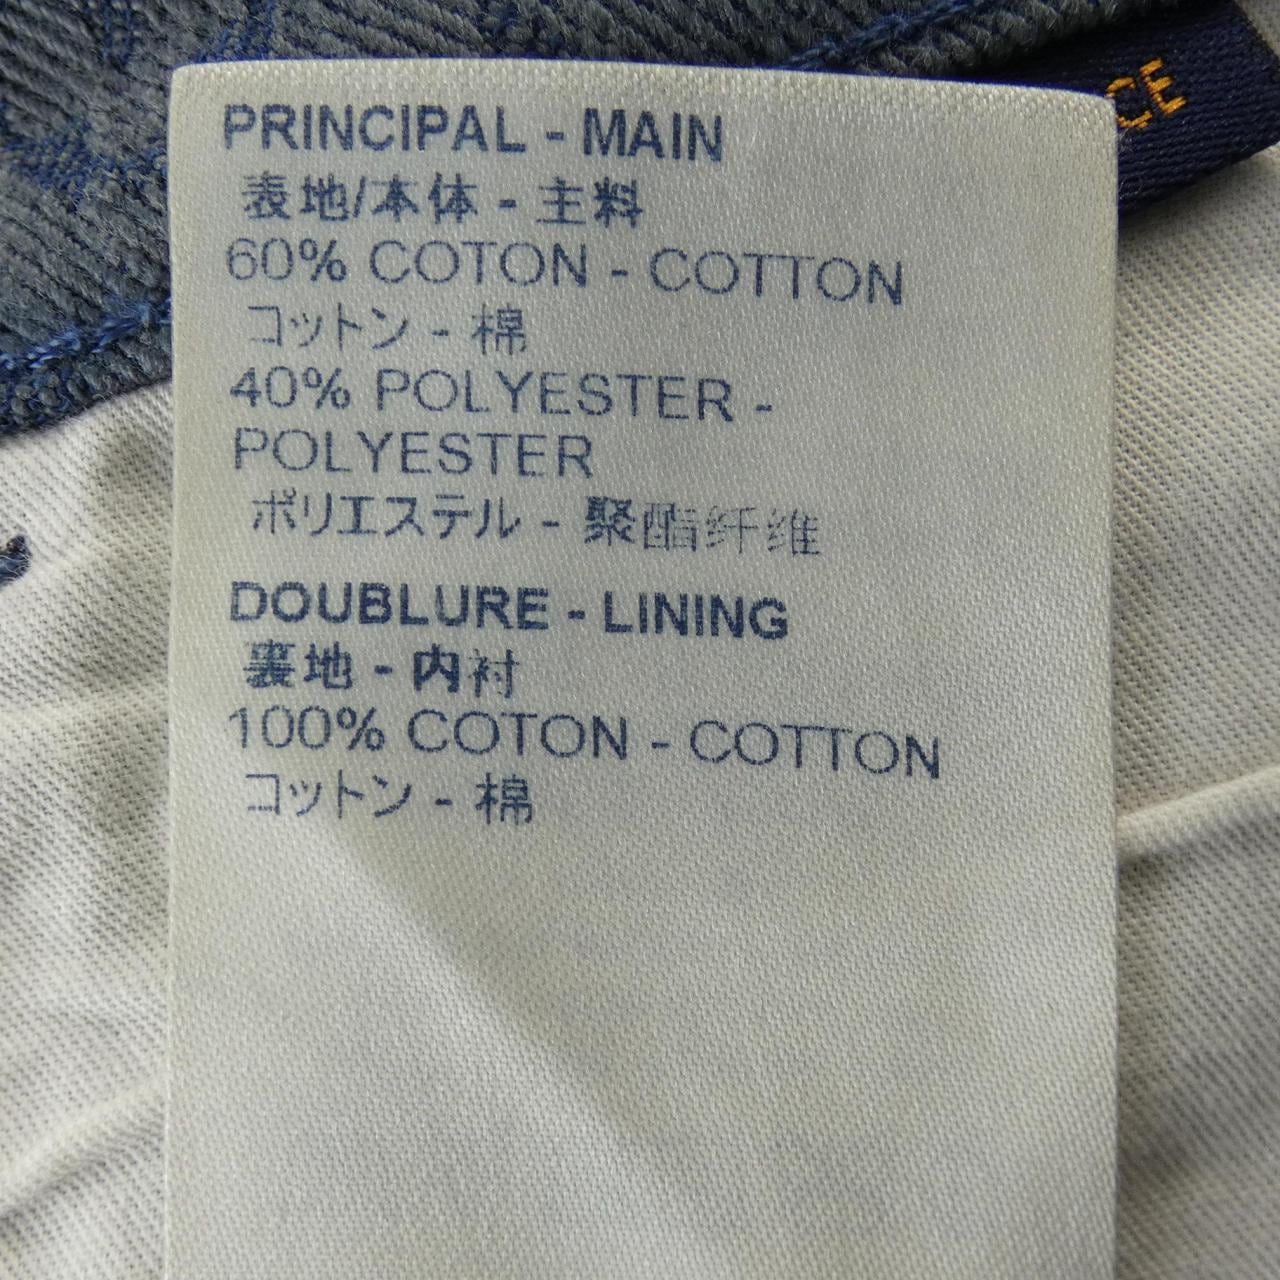 PRINCIPAL - MAIN
表地/本体 - 主料
60% COTON - COTTON
コットン - 棉
40% POLYESTER -
POLYESTER
ポリエステル - 聚酯纤维
DOUBLURE - LINING
裏地 - 内衬
100% COTON - COTTON
コットン - 棉
CE